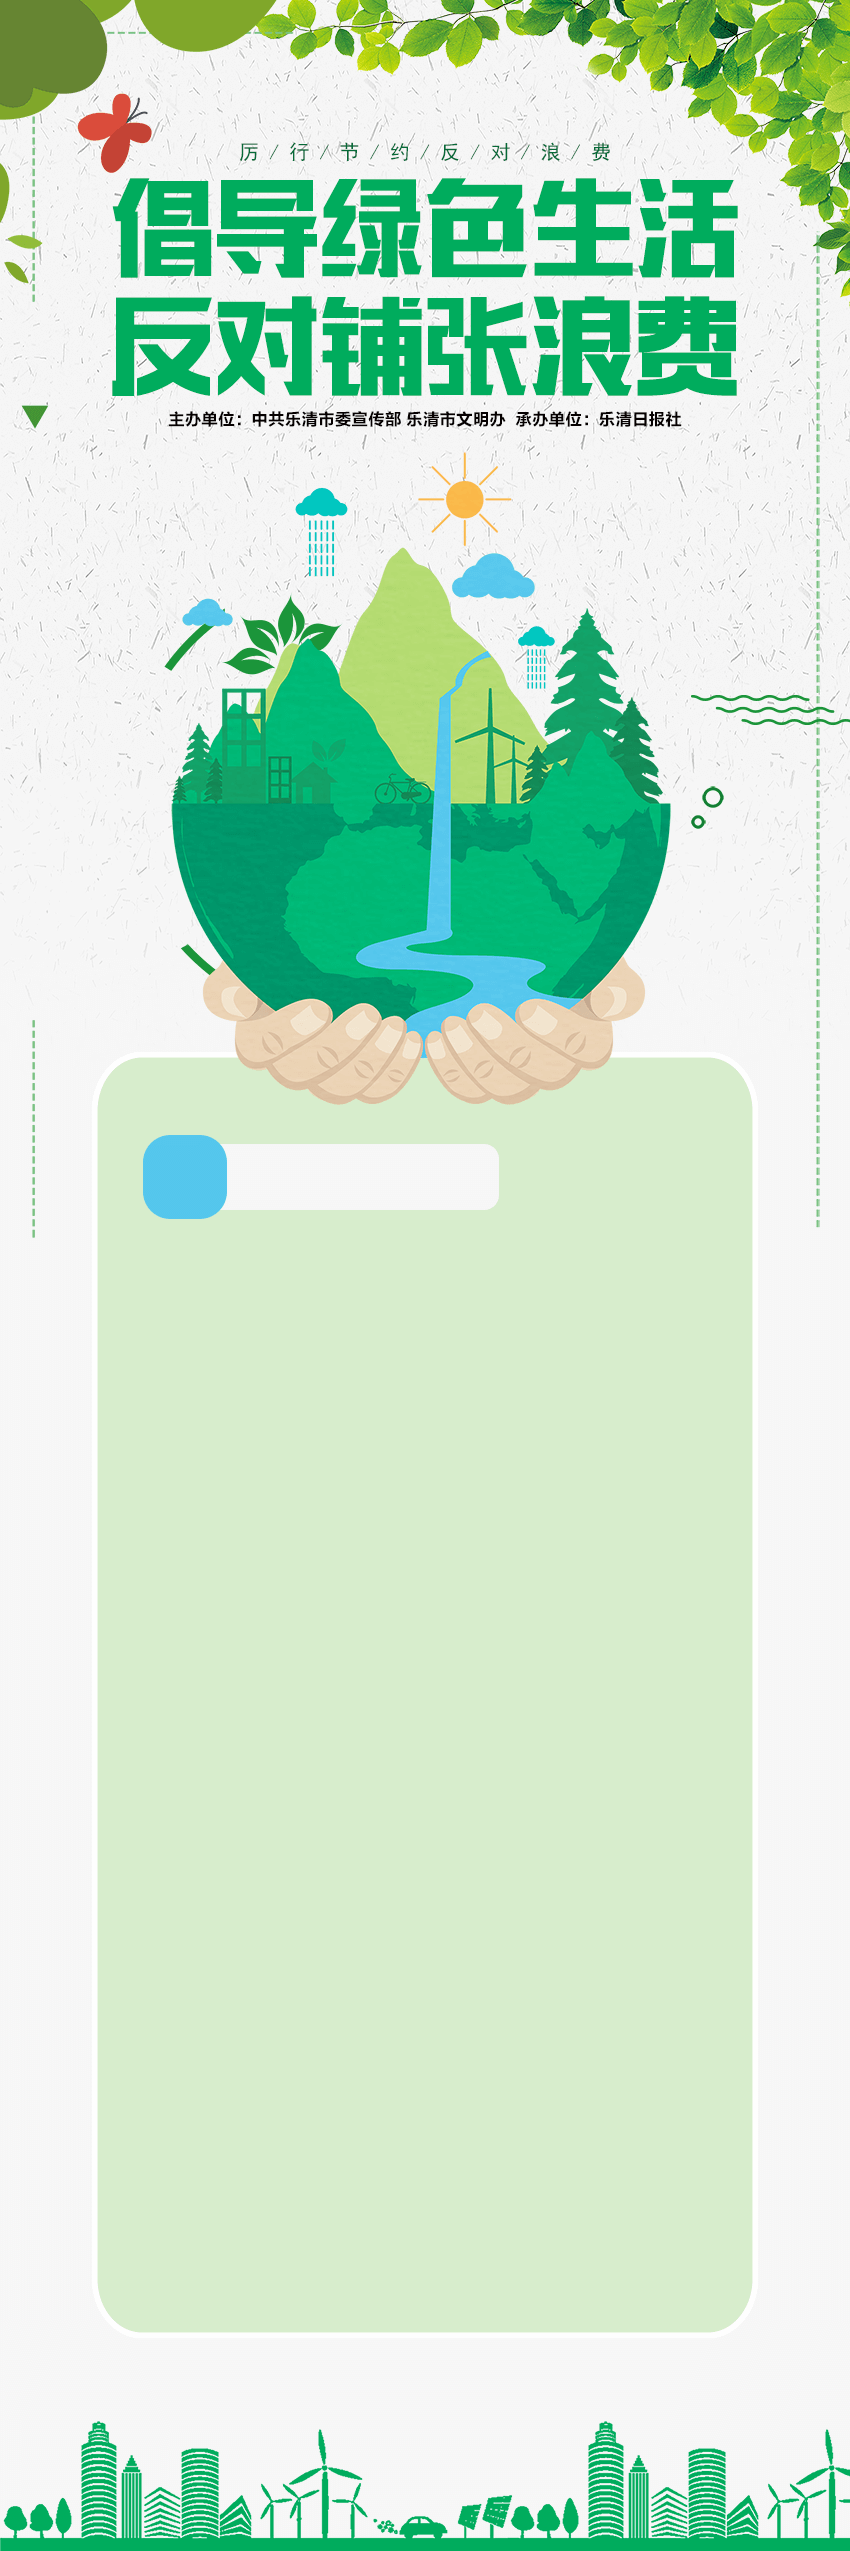 厉/行/节/约/反/对/浪/费
倡导绿色生活
反对铺张浪费
主办单位：中共乐清市委宣传部 乐清市文明办 承办单位：乐清日报社